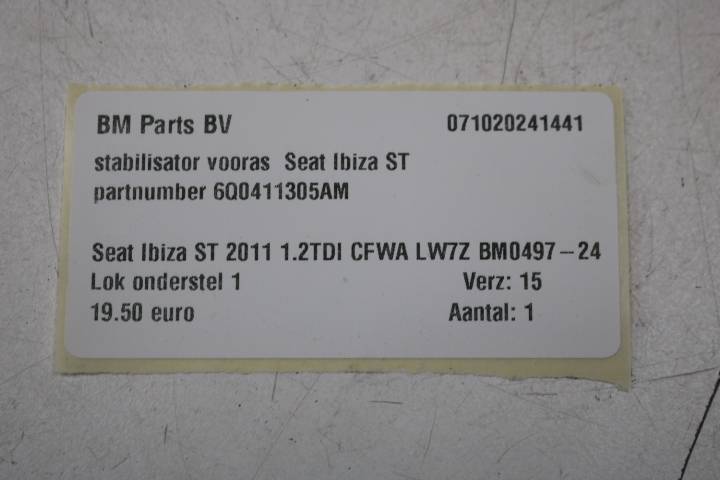 BM Parts BV 071020241441
stabilisator vooras Seat Ibiza ST
partnumber 6Q0411305AM
Seat Ibiza ST 2011 1.2TDI CFWA LW7Z BM0497-24
Lok onderstel 1 Verz: 15
19.50 euro Aantal: 1